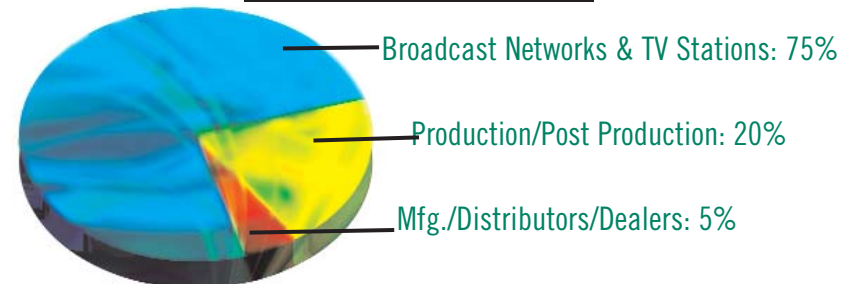 Broadcast Networks & TV Stations: 75%
Production/Post Production: 20%
Mfg./Distributors/Dealers: 5%